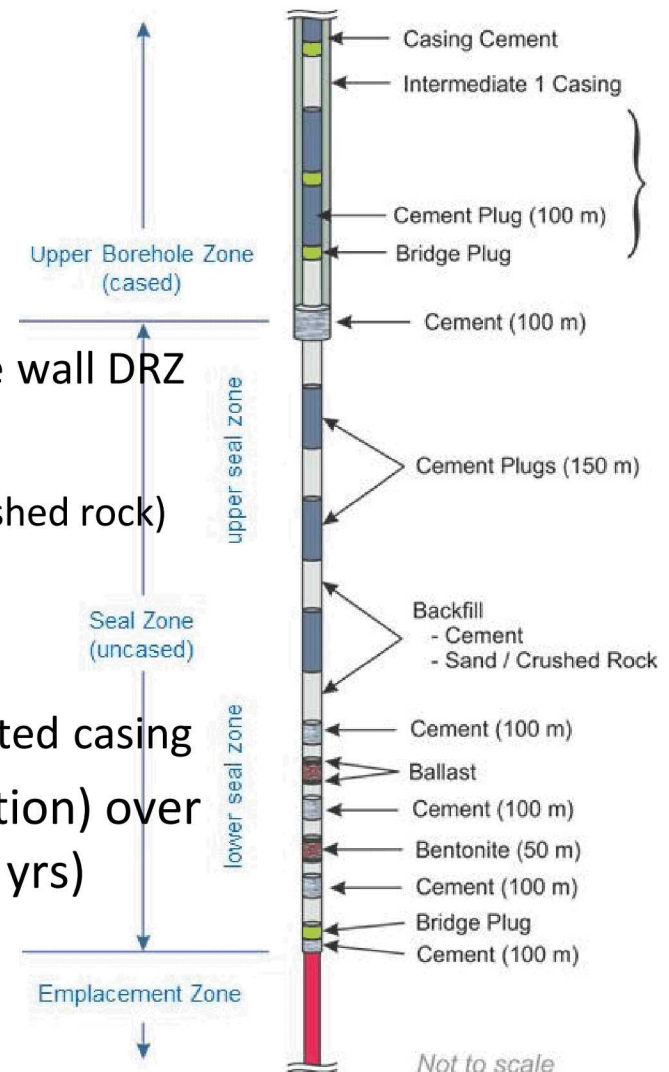 Casing Cement
Intermediate 1 Casing
Cement Plug (100 m)
Bridge Plug
Upper Borehole Zone
(cased)
Cement (100 m)
wall DRZ
upper seal zone
Cement Plugs (150 m)
rock)
Seal Zone
(uncased)
Backfill
- Cement
- Sand / Crushed Rock
lower seal zone
casing
Cement (100 m)
Ballast
over
Cement (100 m)
Bentonite (50 m)
yrs)
Cement (100 m)
Bridge Plug
Cement (100 m)
Emplacement Zone
Not to scale